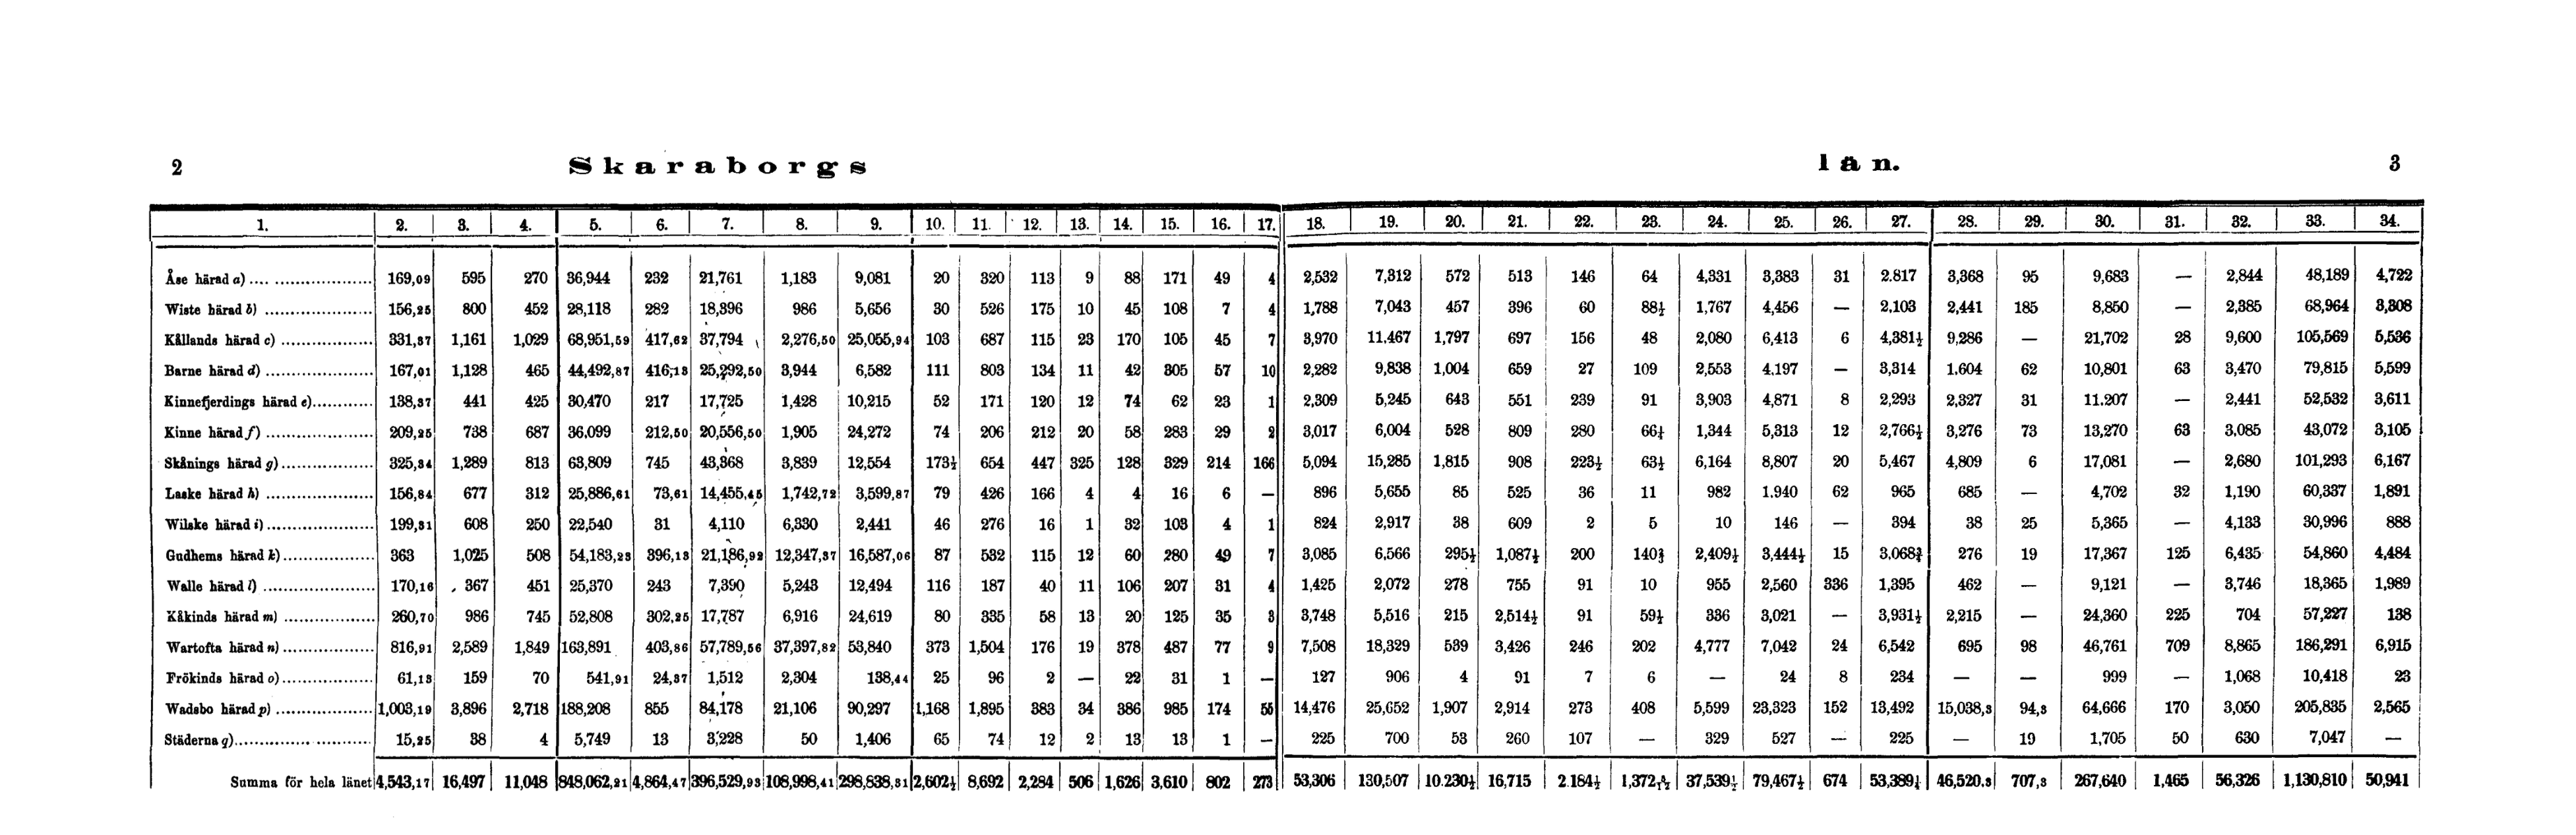 2 Skaraborgs län. 3
1. 2. 3. 4. 5. 6. 7. 8. 9. 10. 11. 12. 13. 14. 15. 16. 17. 18. 19. 20. 21. 22. 23. 24. 25. 26. 27. 28. 29. 30. 31. 32. 33. 34.
Åse härad a) .... .................... 169,09 595 270 36,944 232 21,761 1,183 9,081 20 320 113 9 88 171 49 4 2,532 7,312 572 513 146 64 4,331 3,383 31 2.817 3,368 95 9,683 — 2,844 48,189 4,722
Wiste härad b) ...................... 156,25 800 452 28,118 282 18,396 986 5,656 30 526 175 10 45 108 7 4 1,788 7,043 457 396 60 88½ 1,767 4,456 — 2,103 2,441 185 8,850 — 2,385 68,964 3,308
Kållands härad c) ................... 331,37 1,161 1,029 68,951,59 417,62 37,794 2,276,50 25,055,94 103 687 115 23 170 105 45 7 3,970 11.467 1,797 697 156 48 2,080 6,413 6 4,381½ 9,286 — 21,702 28 9,600 105,569 5,536
Barne härad d) ...................... 167,01 1,128 465 44,492,87 416,13 25,292,50 3,944 6,582 111 803 134 11 42 305 57 10 2,282 9,838 1,004 659 27 109 2,553 4.197 — 3,314 1.604 62 10,801 63 3,470 79,815 5,599
Kinnefjerdings härad e)............ 138,37 441 425 30,470 217 17,725 1,428 10,215 52 171 120 12 74 62 23 1 2,309 5,245 643 551 239 91 3,903 4,871 8 2,293 2,327 31 11.207 — 2,441 52,532 3,611
Kinne härad f) ...................... 209,25 738 687 36.099 212,50 20,556,50 1,905 24,272 74 206 212 20 58 283 29 2 3,017 6,004 528 809 280 66½ 1,344 5,313 12 2,766½ 3,276 73 13,270 63 3.085 43,072 3,105
Skånings härad g)................... 325,34 1,289 813 63,809 745 43,368 3,839 12,554 173½ 654 447 325 128 329 214 166 5,094 15,285 1,815 908 223½ 63½ 6,164 8,807 20 5,467 4,809 6 17,081 — 2,680 101,293 6,167
Laske härad h) ...................... 156,84 677 312 25,886,61 73,61 14,455,45 1,742,72 3,599,87 79 426 166 4 4 16 6 — 896 5,655 85 525 36 11 982 1.940 62 965 685 — 4,702 32 1,190 60,337 1,891
Wilske härad i)...................... 199,31 608 250 22,540 31 4,110 6,330 2,441 46 276 16 1 32 103 4 1 824 2,917 38 609 2 5 10 146 — 394 38 25 5,365 — 4,133 30,996 888
Gudhems härad k)................... 363 1,025 508 54,183,23 396,13 21,186,92 12,347,37 16,587,06 87 532 115 12 60 280 49 7 3,085 6,566 295½ 1,087½ 200 140¾ 2,409½ 3,444½ 15 3.068¾ 276 19 17,367 125 6,435 54,860 4,484
Walle härad l) ....................... 170,16 367 451 25,370 243 7,390 5,243 12,494 116 187 40 11 106 207 31 4 1,425 2,072 278 755 91 10 955 2,560 336 1,395 462 — 9,121 — 3,746 18,365 1,989
Kåkinds härad m) ................... 260,70 986 745 52,808 302,25 17,787 6,916 24,619 80 335 58 13 20 125 35 3 3,748 5,516 215 2,514½ 91 59½ 336 3,021 — 3,931½ 2,215 — 24,360 225 704 57,227 138
Wartofta härad n)................... 816,91 2,589 1,849 163,891 403,86 57,789,56 37,397,82 53,840 373 1,504 176 19 378 487 77 9 7,508 18,329 539 3,426 246 202 4,777 7,042 24 6,542 695 98 46,761 709 8,865 186,291 6,915
Frökinds härad o)................... 61,13 159 70 541,91 24,37 1,512 2,304 138,44 25 96 2 — 22 31 1 — 127 906 4 91 7 6 — 24 8 234 — — 999 — 1,068 10,418 23
Wadsbo härad p) .................... 1,003,19 3,896 2,718 188,208 855 84,178 21,106 90,297 1,168 1,895 383 34 386 985 174 55 14,476 25,652 1,907 2,914 273 408 5,599 23,323 152 13,492 15,038,3 94,3 64,666 170 3,050 205,835 2,565
Städerna q)............... ............ 15,25 38 4 5,749 13 3,228 50 1,406 65 74 12 2 13 13 1 — 225 700 53 260 107 — 329 527 — 225 — 19 1,705 50 630 7,047 —
Summa för hela länet 4,543,17 16,497 11,048 848,062,21 4,864,47 396,529,93 108,998,41 298,838,31 2,602½ 8,692 2,284 506 1,626 3,610 802 273 53,306 130,507 10.230½ 16,715 2.184½ 37,539½ 79,467½ 674 53,389½ 46,520.3 707,3 267,640 1,465 56,326 1,130,810 50,941